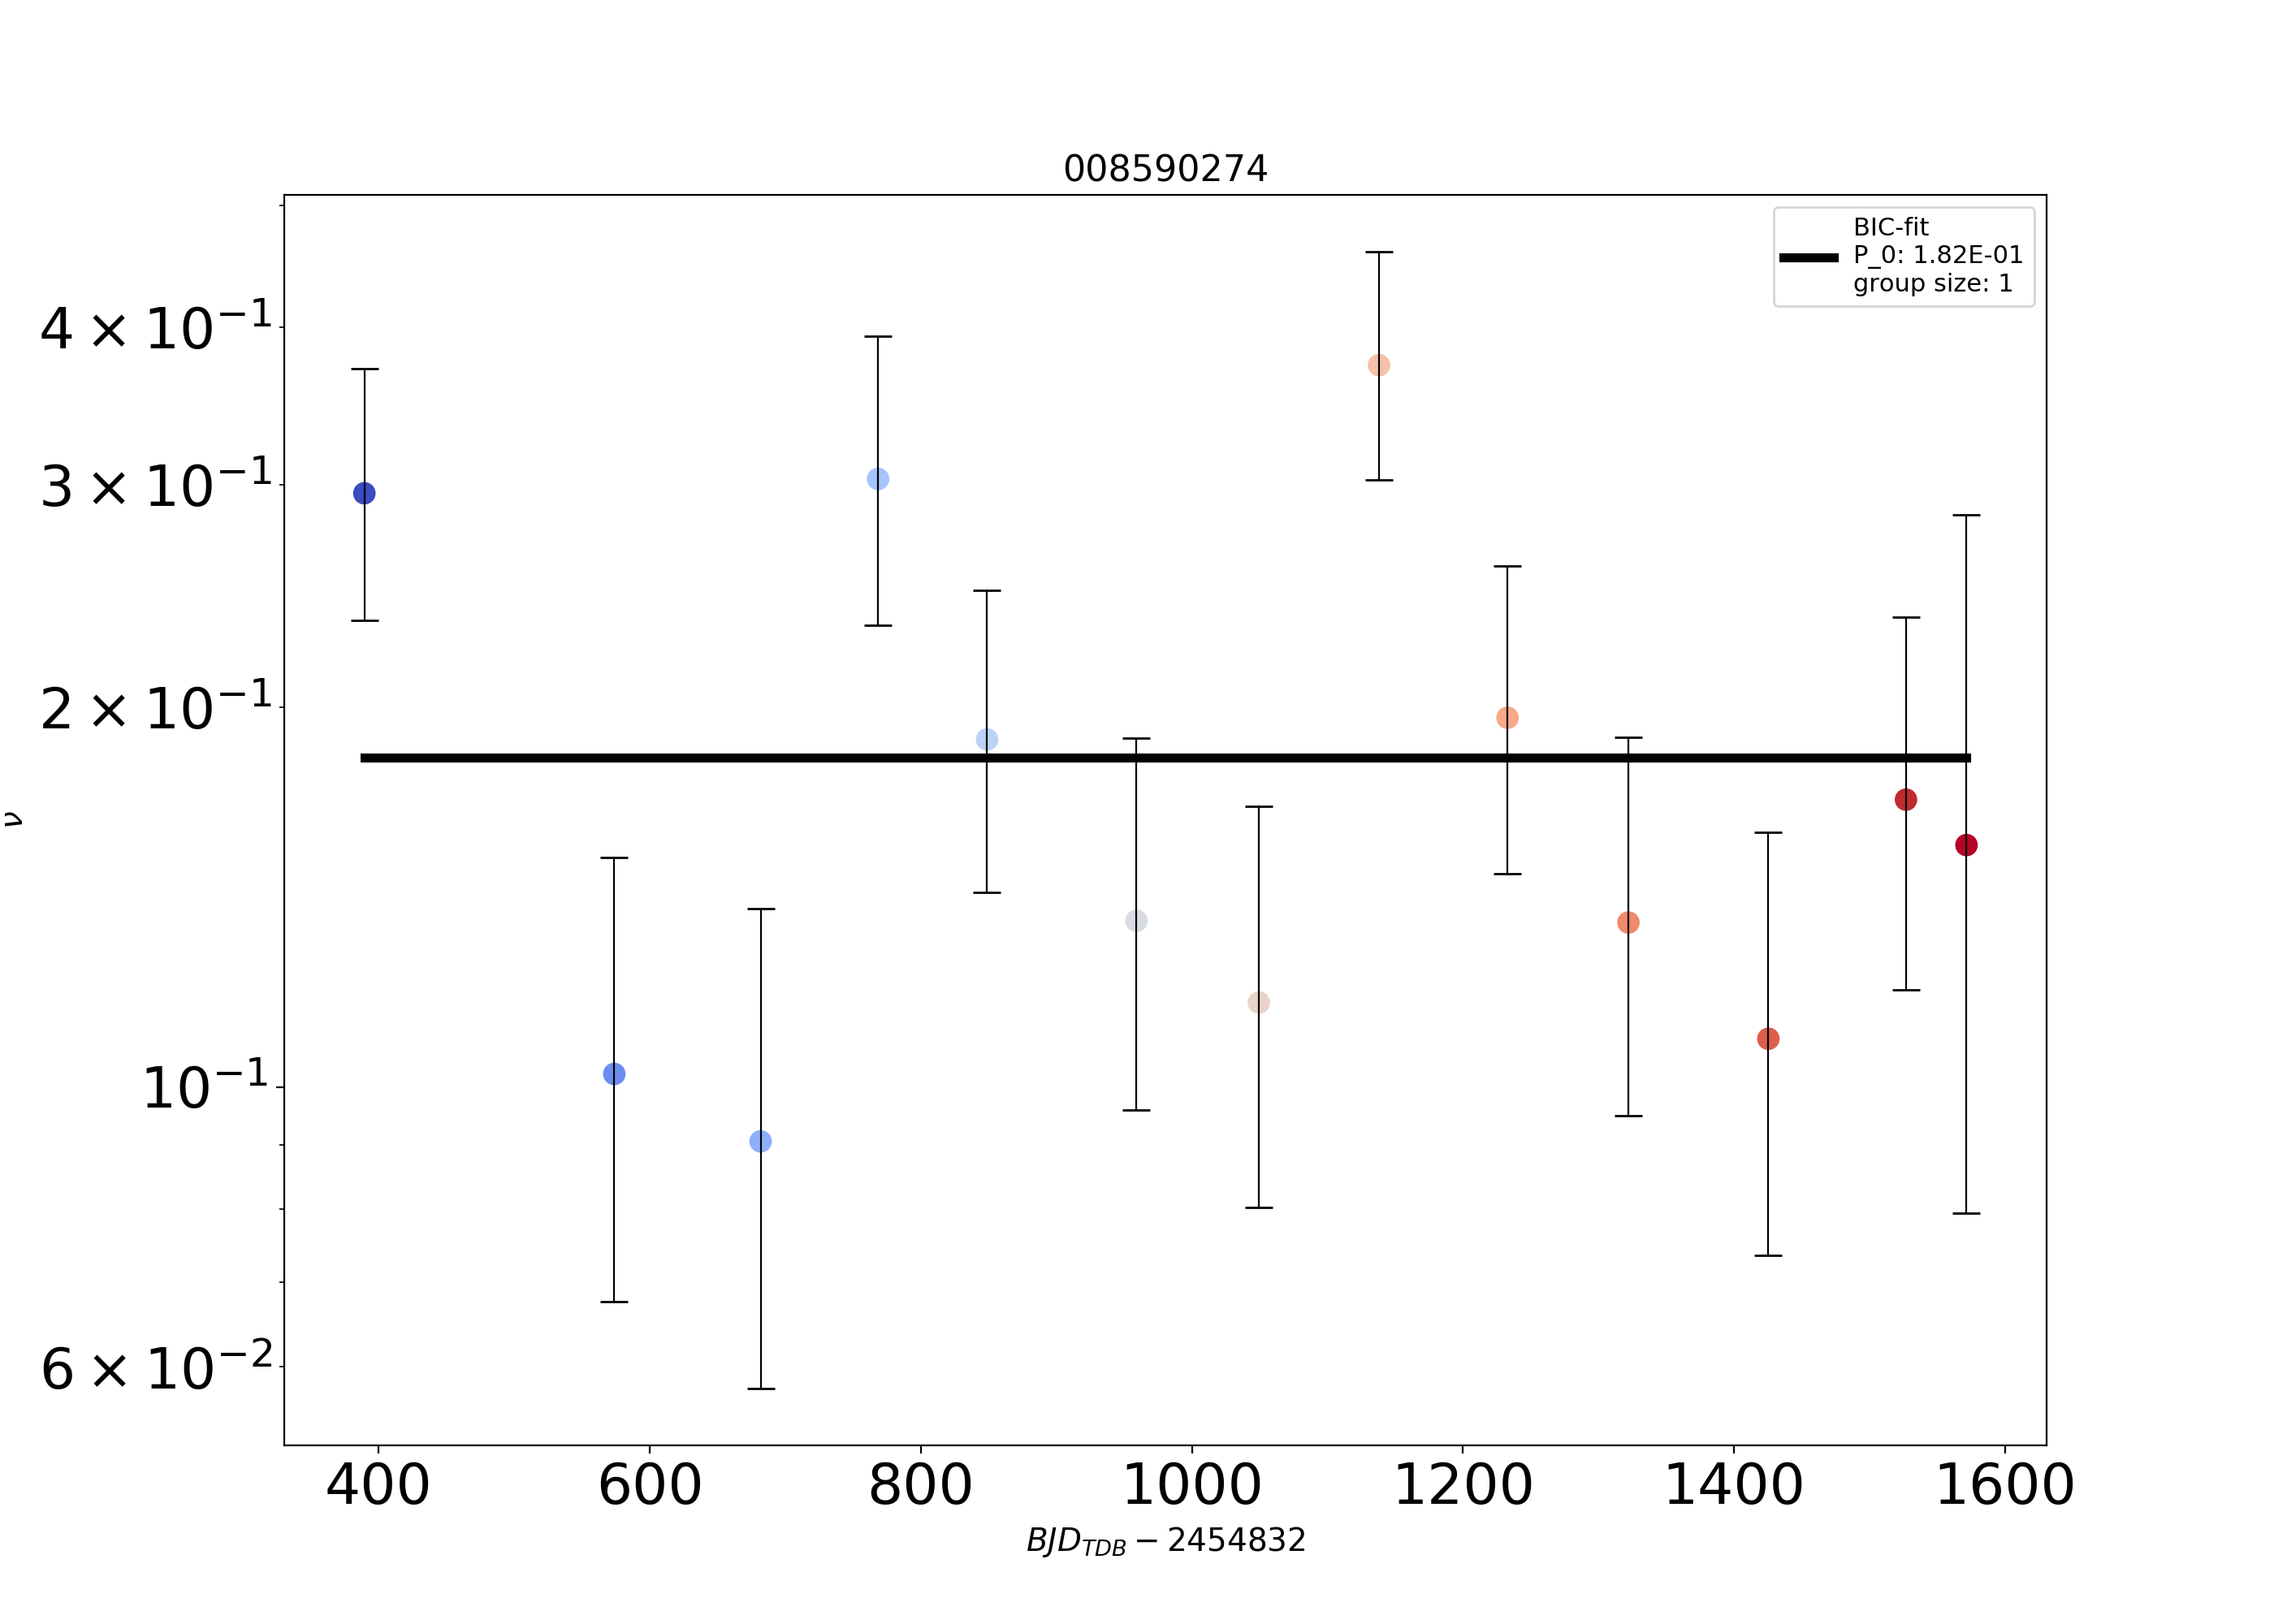 008590274
BIC-fit
P_0: 1.82E-01
group size: 1
4 × 10⁻¹
3 × 10⁻¹
2 × 10⁻¹
10⁻¹
6 × 10⁻²
ν
400 600 800 1000 1200 1400 1600
BJD_TDB − 2454832